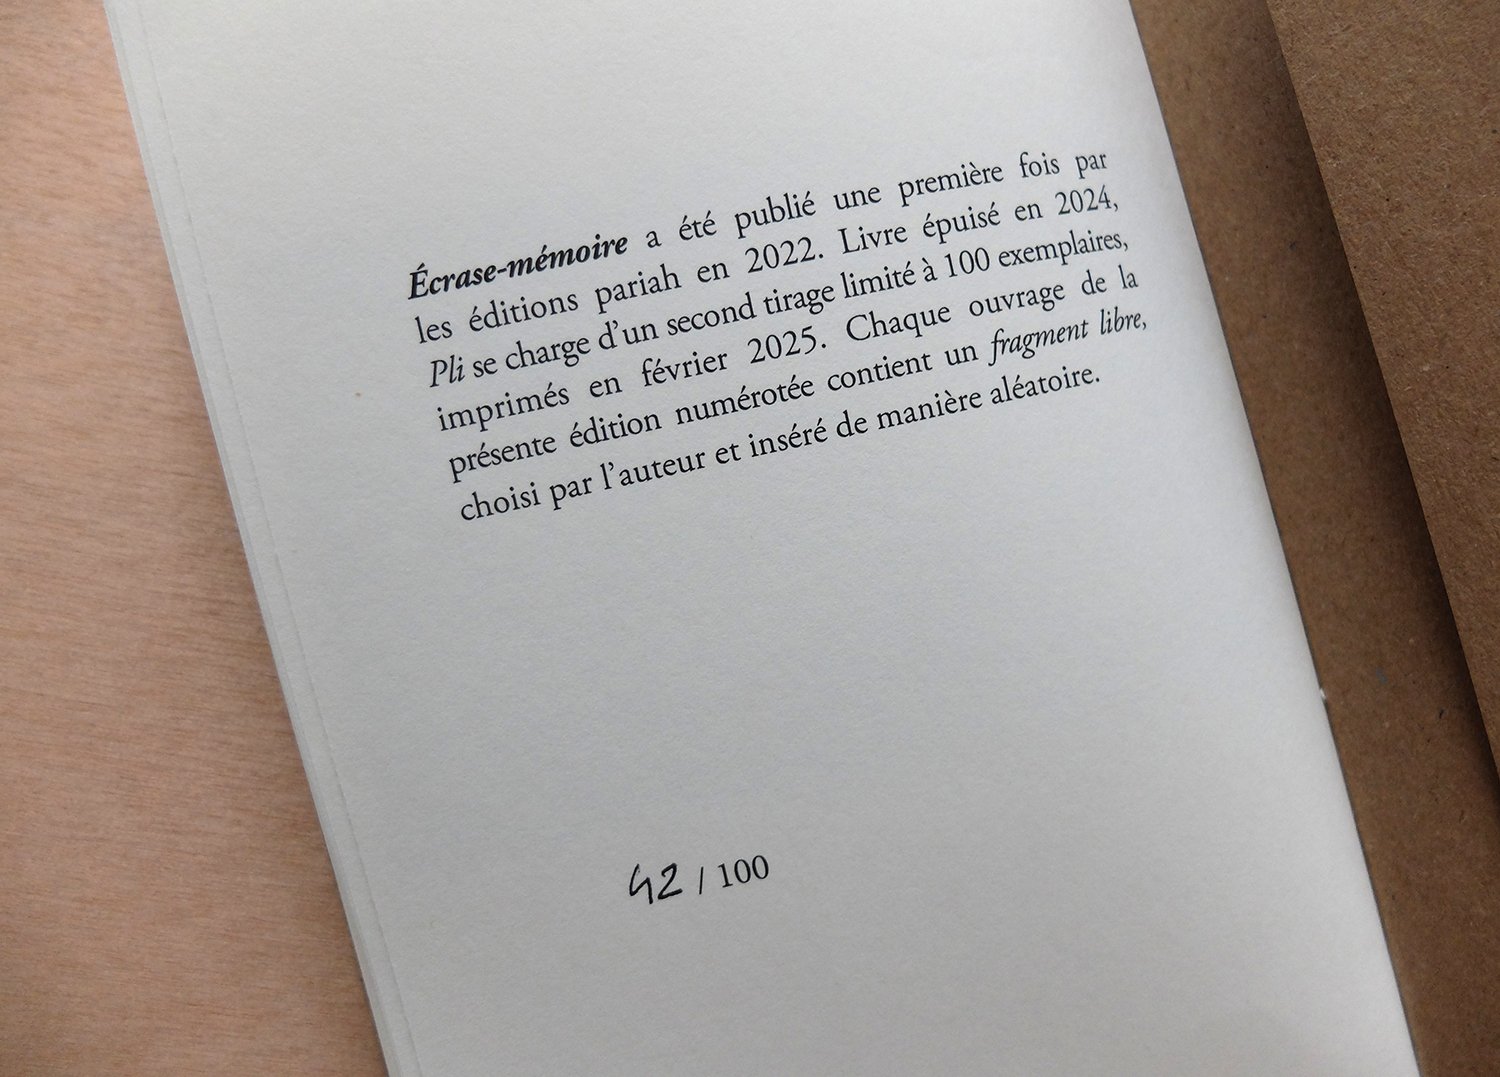 Écrase-mémoire a été publié une première fois par
les éditions pariah en 2022. Livre épuisé en 2024,
Pli se charge d’un second tirage limité à 100 exemplaires,
imprimés en février 2025. Chaque ouvrage de la
présente édition numérotée contient un fragment libre,
choisi par l’auteur et inséré de manière aléatoire.
42 / 100